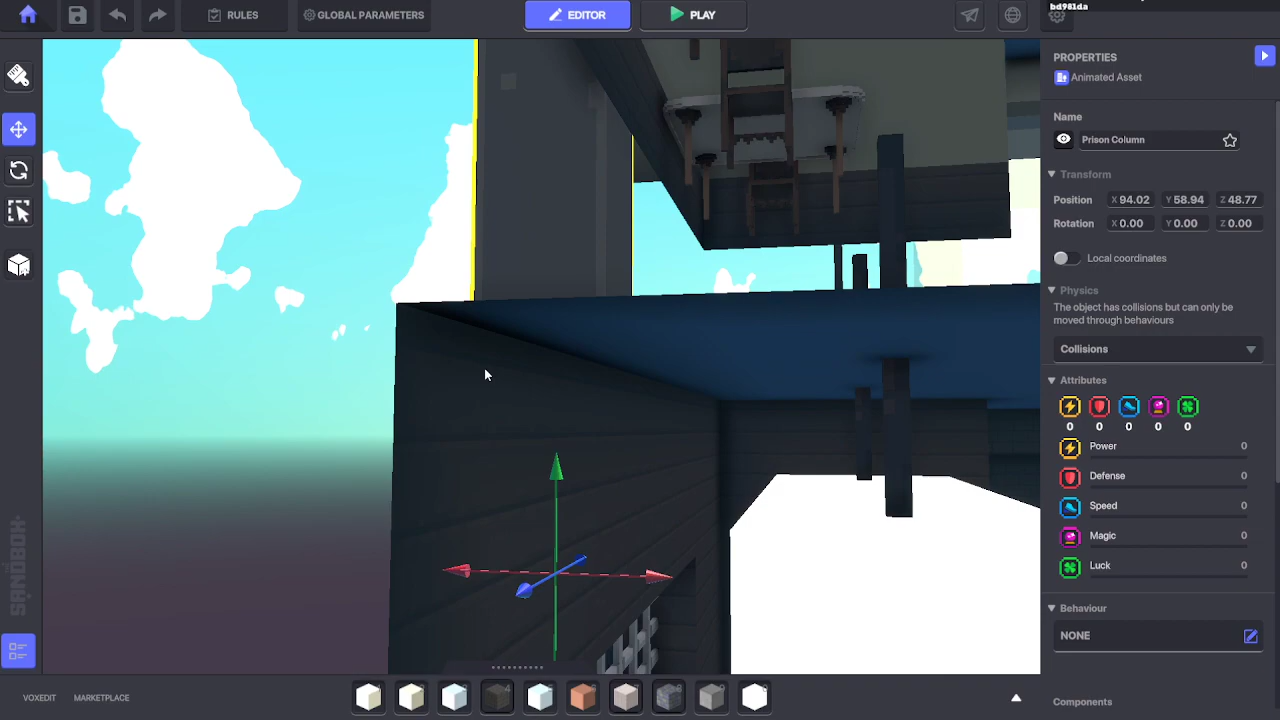 bd981da
RULES
GLOBAL PARAMETERS
EDITOR
PLAY
PROPERTIES
Animated Asset
Name
Prison Column
Transform
Position X 94.02 Y 58.94 Z 48.77
Rotation X 0.00 Y 0.00 Z 0.00
Local coordinates
Physics
The object has collisions but can only be
moved through behaviours
Collisions
Attributes
0 0 0 0 0
Power 0
Defense 0
Speed 0
Magic 0
Luck 0
Behaviour
NONE
Components
THE SANDBOX
VOXEDIT
MARKETPLACE